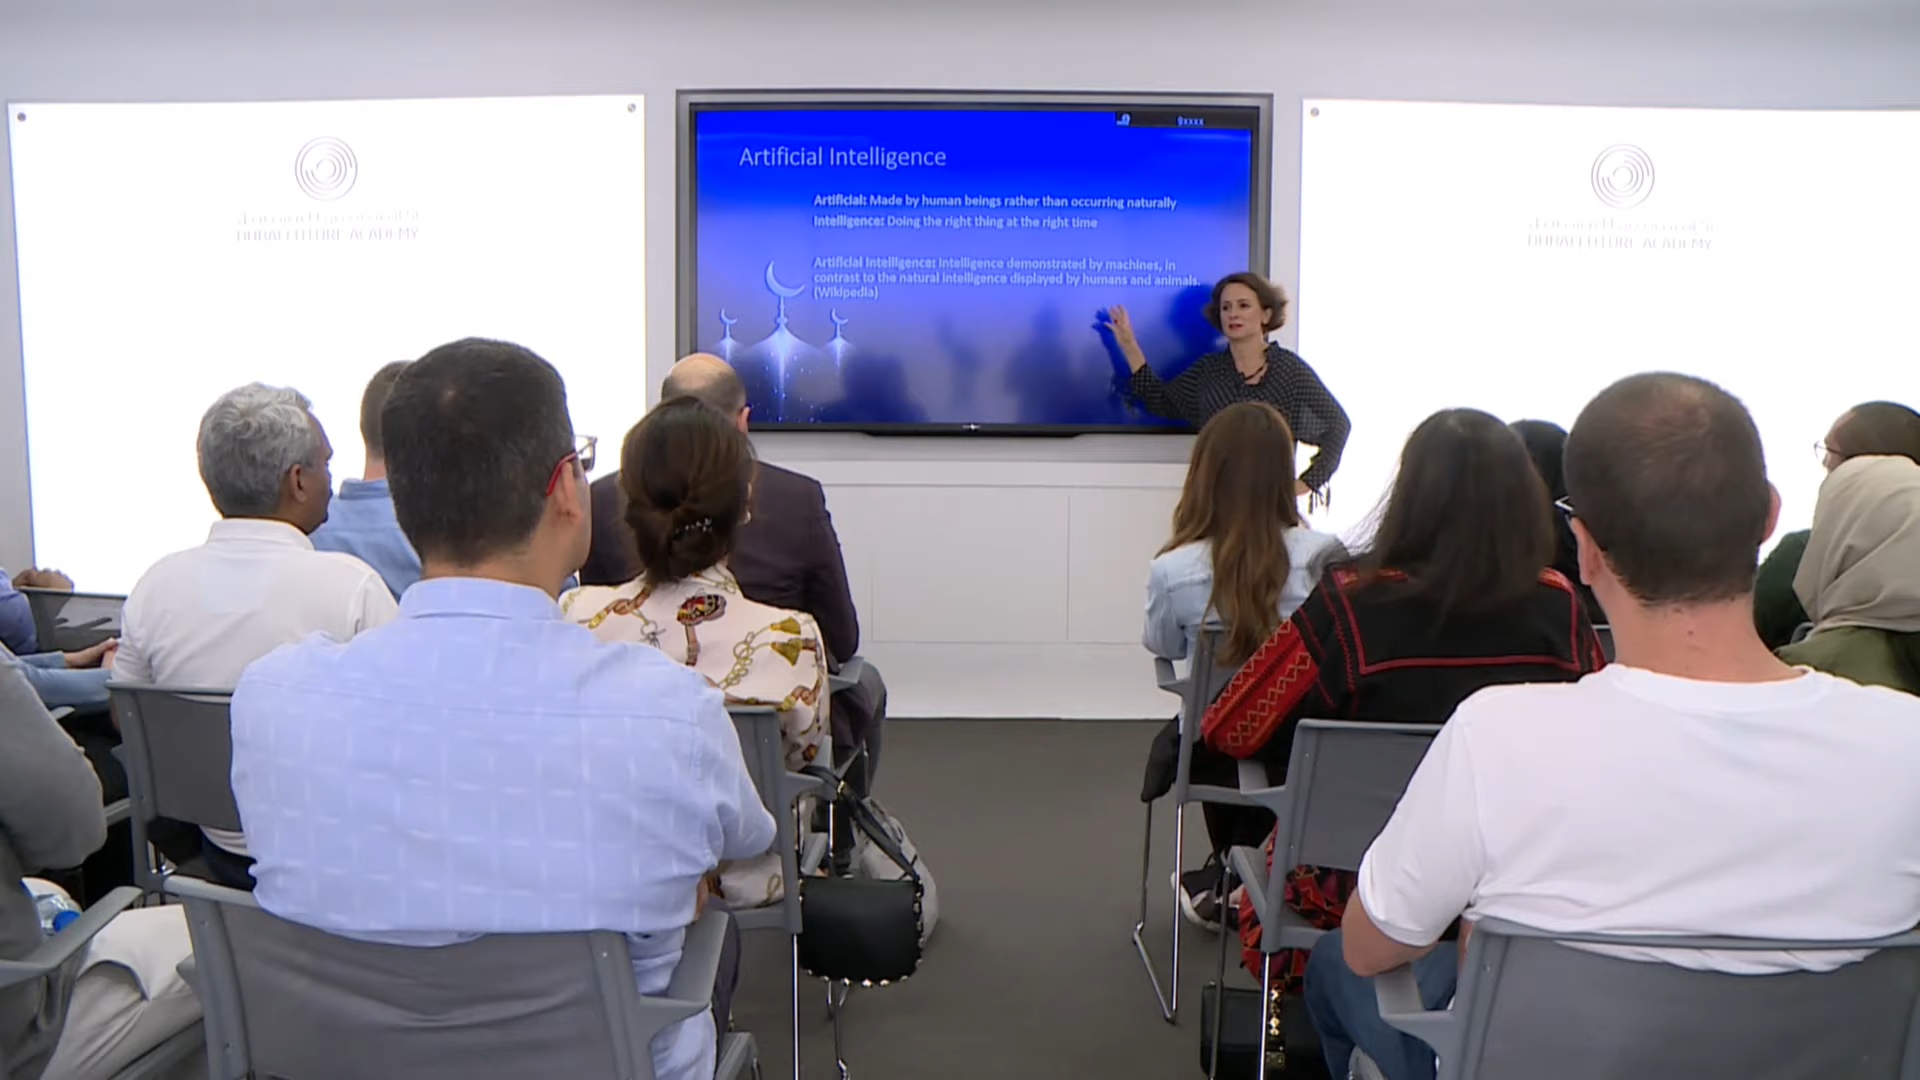 Artificial Intelligence
Artificial: Made by human beings rather than occurring naturally
Intelligence: Doing the right thing at the right time
Artificial Intelligence: Intelligence demonstrated by machines, in
contrast to the natural intelligence displayed by humans and animals.
(Wikipedia)
DUBAI FUTURE ACADEMY
DUBAI FUTURE ACADEMY